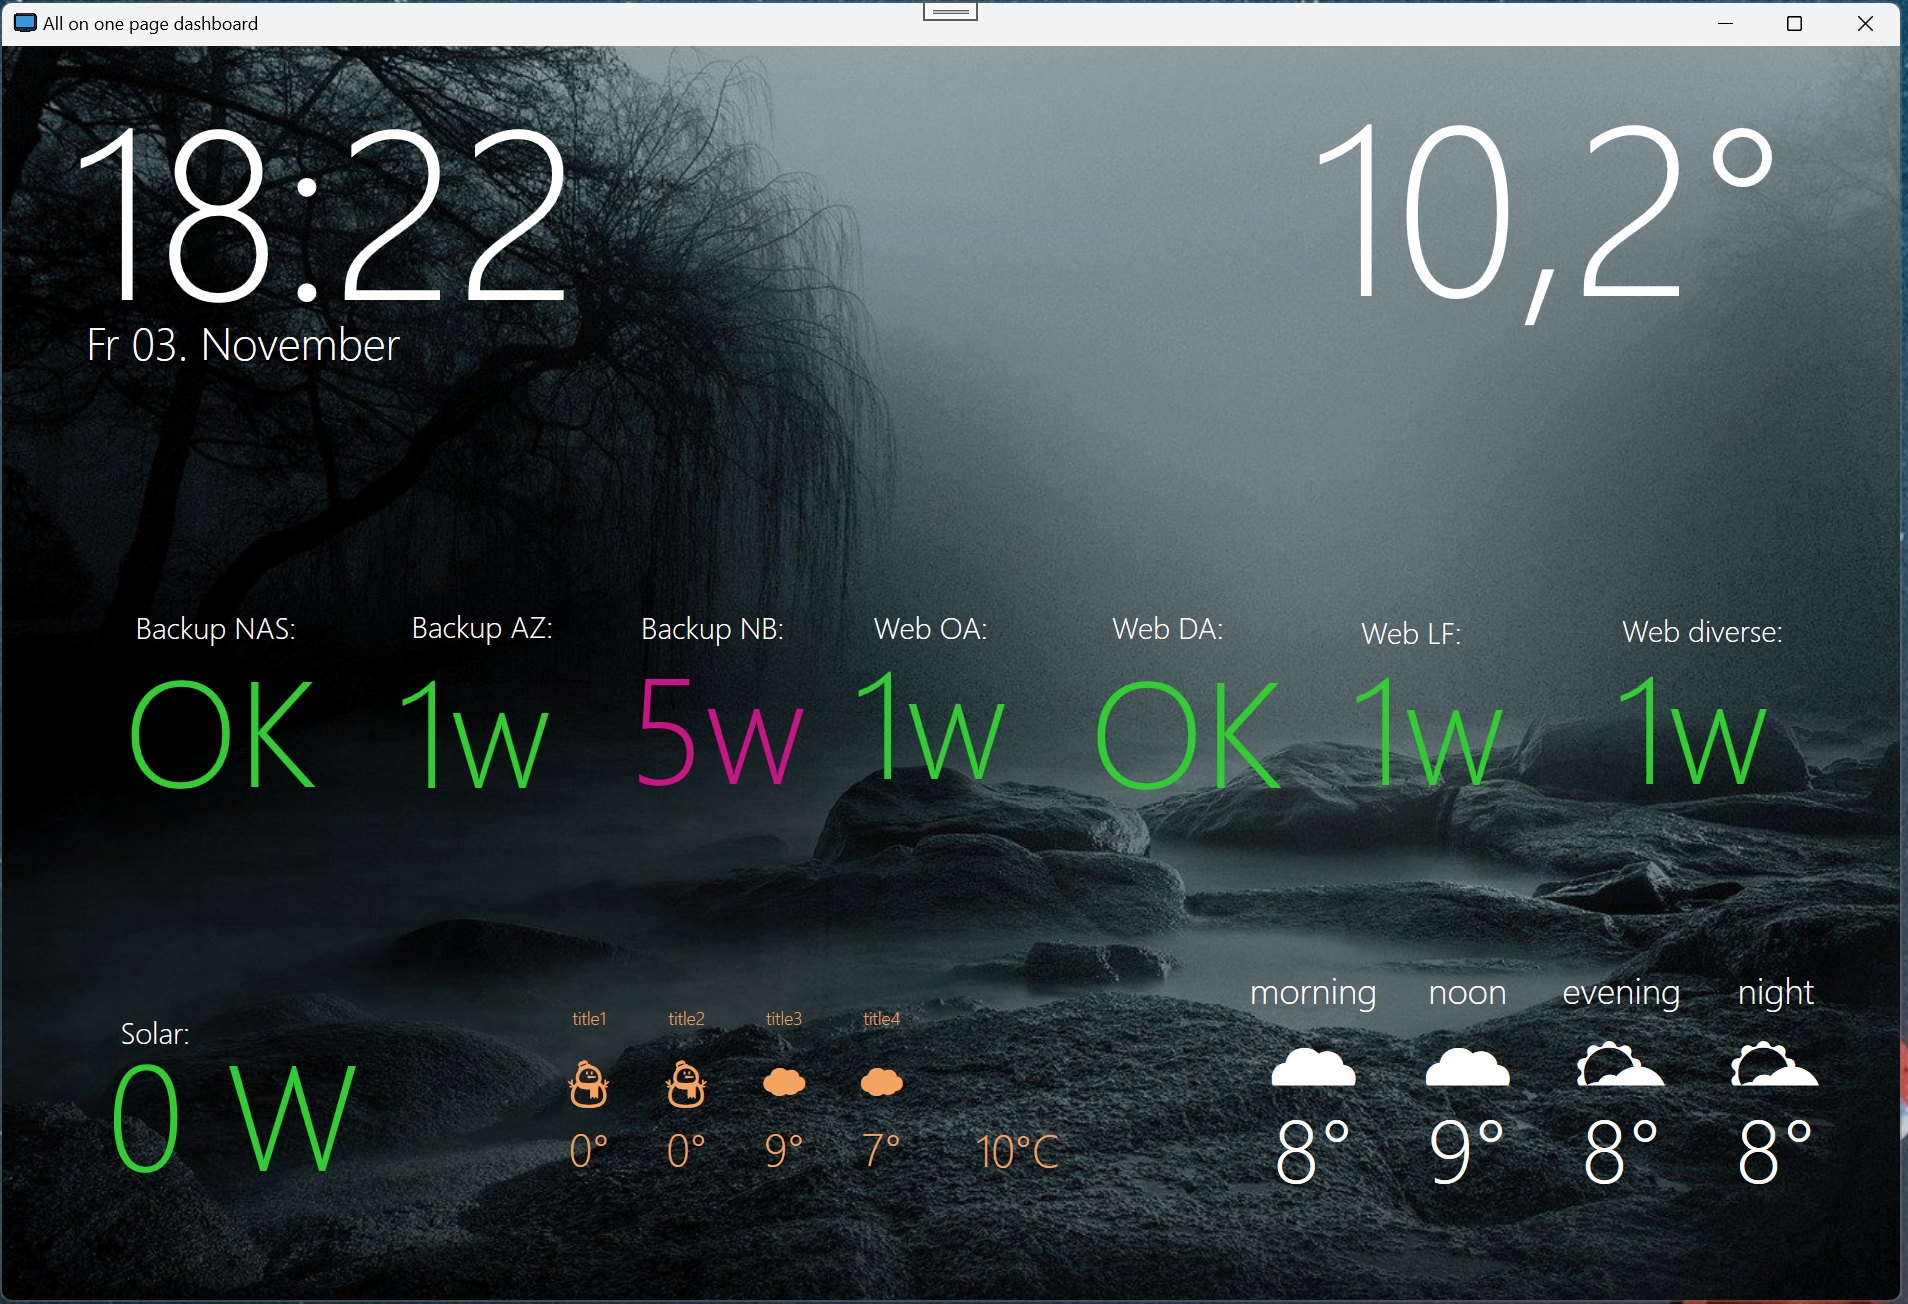 All on one page dashboard
18:22
10,2°
Fr 03. November
Backup NAS:
Backup AZ:
Backup NB:
Web OA:
Web DA:
Web LF:
Web diverse:
OK
1w
5w
1w
OK
1w
1w
Solar:
0 W
title1
title2
title3
title4
0°
0°
9°
7°
10°C
morning
noon
evening
night
8°
9°
8°
8°